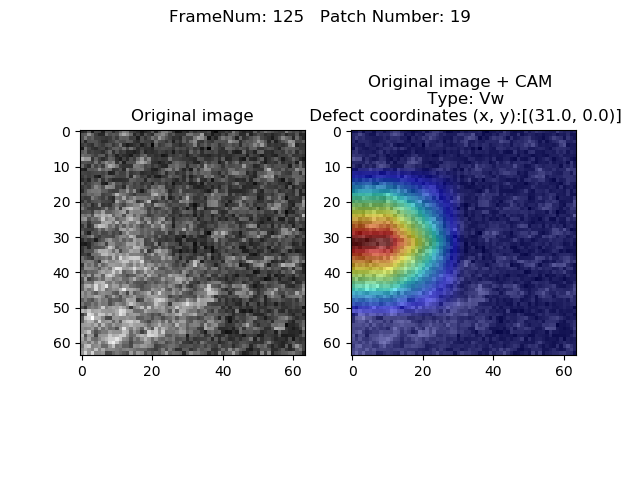 FrameNum: 125   Patch Number: 19
Original image
Original image + CAM
Type: Vw
Defect coordinates (x, y):[(31.0, 0.0)]
0
10
20
30
40
50
60
0 20 40 60
0
10
20
30
40
50
60
0 20 40 60